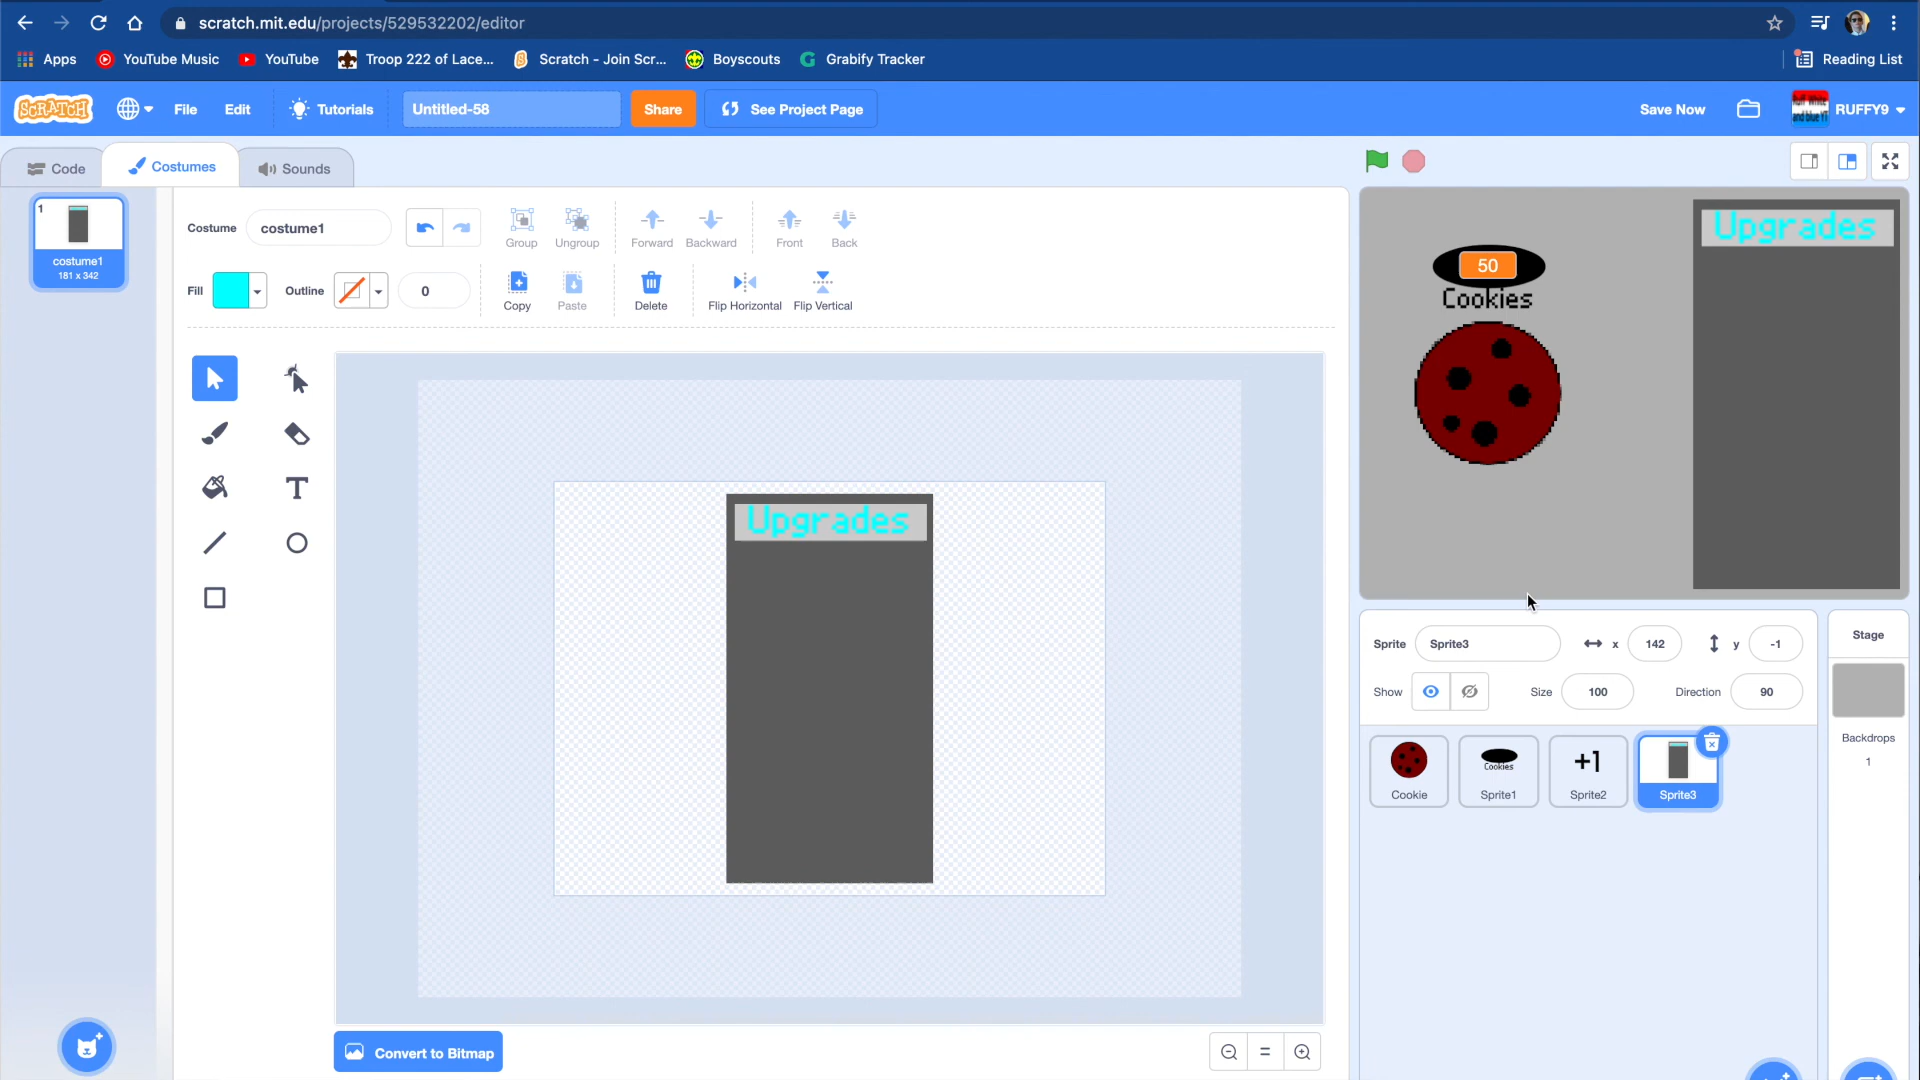 scratch.mit.edu/projects/529532202/editor
Apps YouTube Music YouTube Troop 222 of Lace... Scratch - Join Scr... Boyscouts Grabify Tracker Reading List
SCRATCH File Edit Tutorials Untitled-58 Share See Project Page Save Now RUFFY9
Code Costumes Sounds
1
costume1
181 x 342
Costume costume1 Group Ungroup Forward Backward Front Back
Fill Outline 0 Copy Paste Delete Flip Horizontal Flip Vertical
Upgrades
Convert to Bitmap
50
Cookies
Upgrades
Sprite Sprite3 x 142 y -1
Show Size 100 Direction 90
Cookie
Cookies
Sprite1
+1
Sprite2
Sprite3
Stage
Backdrops
1